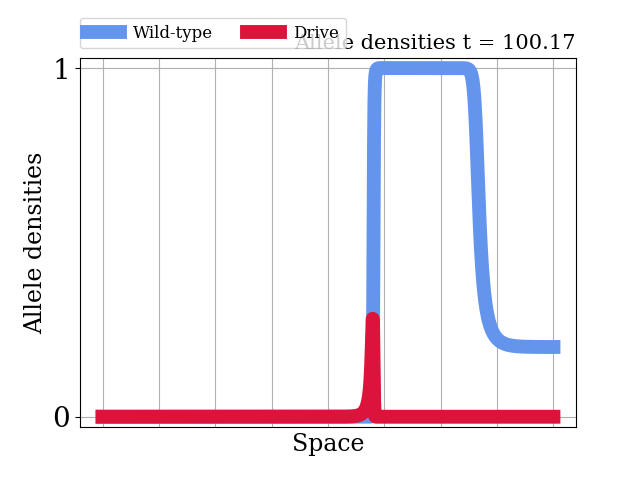 Wild-type Drive
Allele densities t = 100.17
1
Allele densities
0
Space